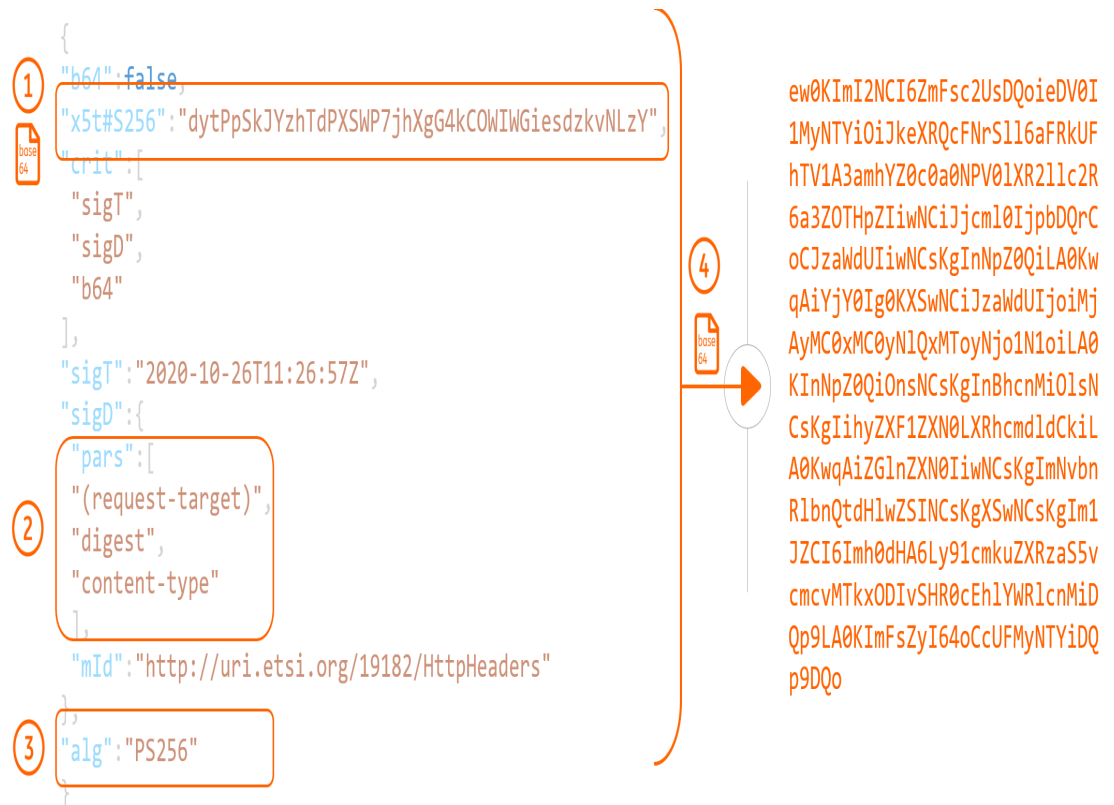 {
1
"b64":false,
"x5t#S256":"dytPpSkJYzhTdPXSWP7jhXgG4kCOWIWGiesdzkvNLzY",
base
64
"crit":[
"sigT",
"sigD",
"b64"
],
"sigT":"2020-10-26T11:26:57Z",
"sigD":{
2
"pars":[
"(request-target)",
"digest",
"content-type"
],
"mId":"http://uri.etsi.org/19182/HttpHeaders"
},
3
"alg":"PS256"
}
4
base
64
ew0KImI2NCI6ZmFsc2UsDQoieDV0I
1MyNTYiOiJkeXRQcFNrSll6aFRkUF
hTV1A3amhYZ0c0a0NPV0lXR2llc2R
6a3ZOTHpZIiwNCiJjcml0IjpbDQrC
oCJzaWdUIiwNCsKgInNpZ0QiLA0Kw
qAiYjY0Ig0KXSwNCiJzaWdUIjoiMj
AyMC0xMC0yNlQxMToyNjo1N1oiLA0
KInNpZ0QiOnsNCsKgInBhcnMiOlsN
CsKgIihyZXF1ZXN0LXRhcmdldCkiL
A0KwqAiZGlnZXN0IiwNCsKgImNvbn
RlbnQtdHlwZSINCsKgXSwNCsKgIm1
JZCI6Imh0dHA6Ly91cmkuZXRzaS5v
cmcvMTkxODIvSHR0cEhlYWRlcnMiD
Qp9LA0KImFsZyI64oCcUFMyNTYiDQ
p9DQo